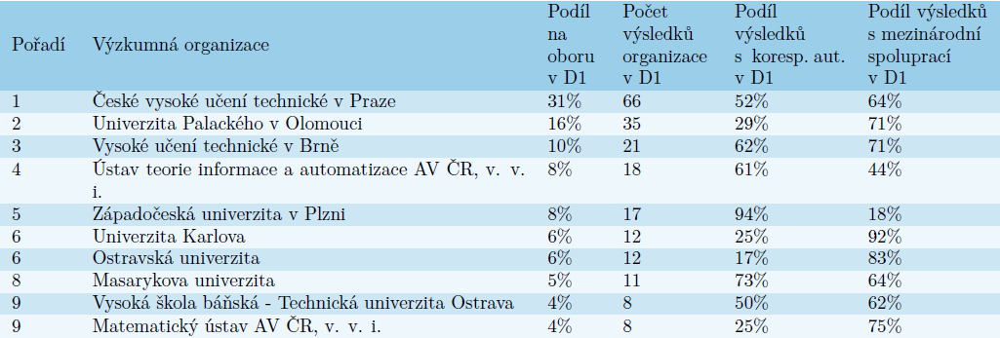 Pořadí Výzkumná organizace Podíl na oboru v D1 Počet výsledků organizace v D1 Podíl výsledků s koresp. aut. v D1 Podíl výsledků s mezinárodní spoluprací v D1
1 České vysoké učení technické v Praze 31% 66 52% 64%
2 Univerzita Palackého v Olomouci 16% 35 29% 71%
3 Vysoké učení technické v Brně 10% 21 62% 71%
4 Ústav teorie informace a automatizace AV ČR, v. v. i. 8% 18 61% 44%
5 Západočeská univerzita v Plzni 8% 17 94% 18%
6 Univerzita Karlova 6% 12 25% 92%
6 Ostravská univerzita 6% 12 17% 83%
8 Masarykova univerzita 5% 11 73% 64%
9 Vysoká škola báňská - Technická univerzita Ostrava 4% 8 50% 62%
9 Matematický ústav AV ČR, v. v. i. 4% 8 25% 75%